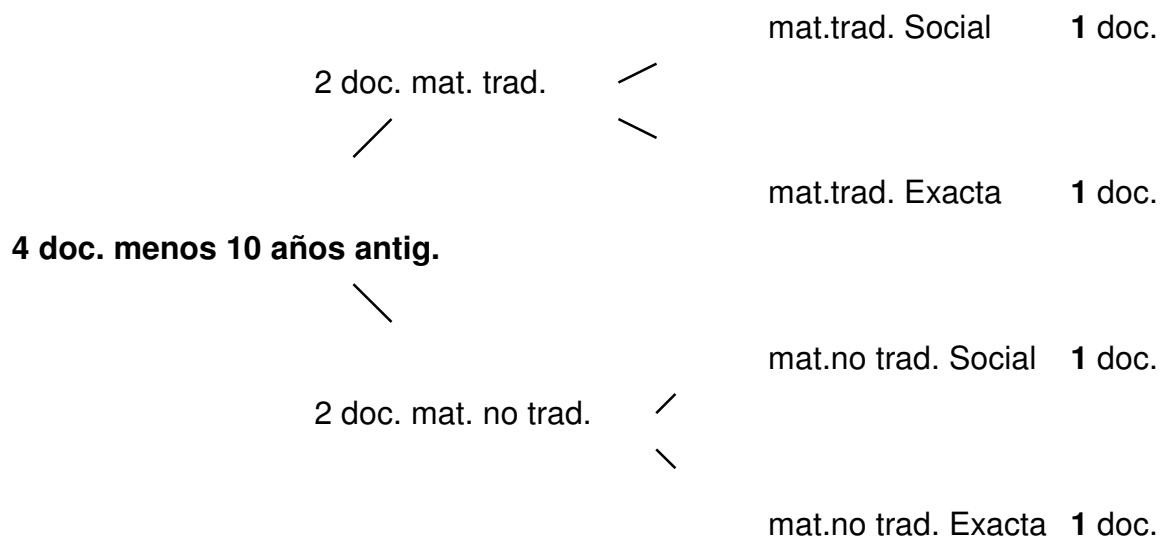 mat.trad. Social 1 doc.
2 doc. mat. trad.
mat.trad. Exacta 1 doc.
4 doc. menos 10 años antig.
mat.no trad. Social 1 doc.
2 doc. mat. no trad.
mat.no trad. Exacta 1 doc.